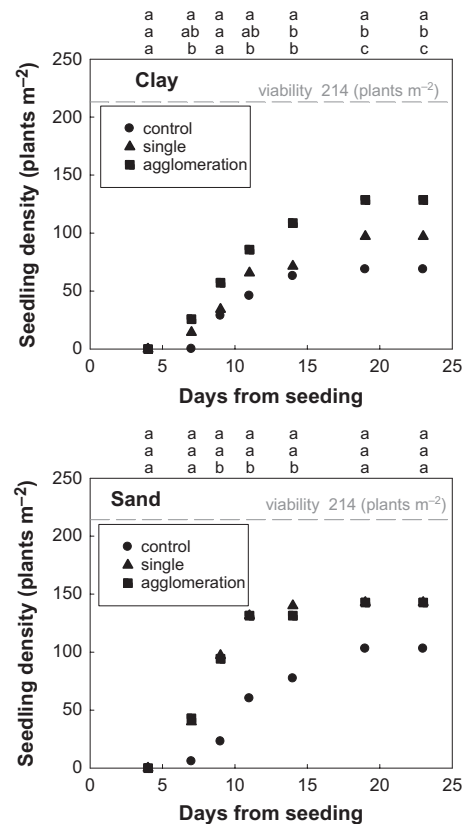 a a a a a a a
a ab a ab b b b
a b a b b c c
250
Clay
viability 214 (plants m⁻²)
200
control
single
agglomeration
150
100
50
0
Seedling density (plants m⁻²)
0 5 10 15 20 25
Days from seeding
a a a a a a a
a a a a a a a
a a b b b a a
250
Sand
viability 214 (plants m⁻²)
200
control
single
agglomeration
150
100
50
0
Seedling density (plants m⁻²)
0 5 10 15 20 25
Days from seeding